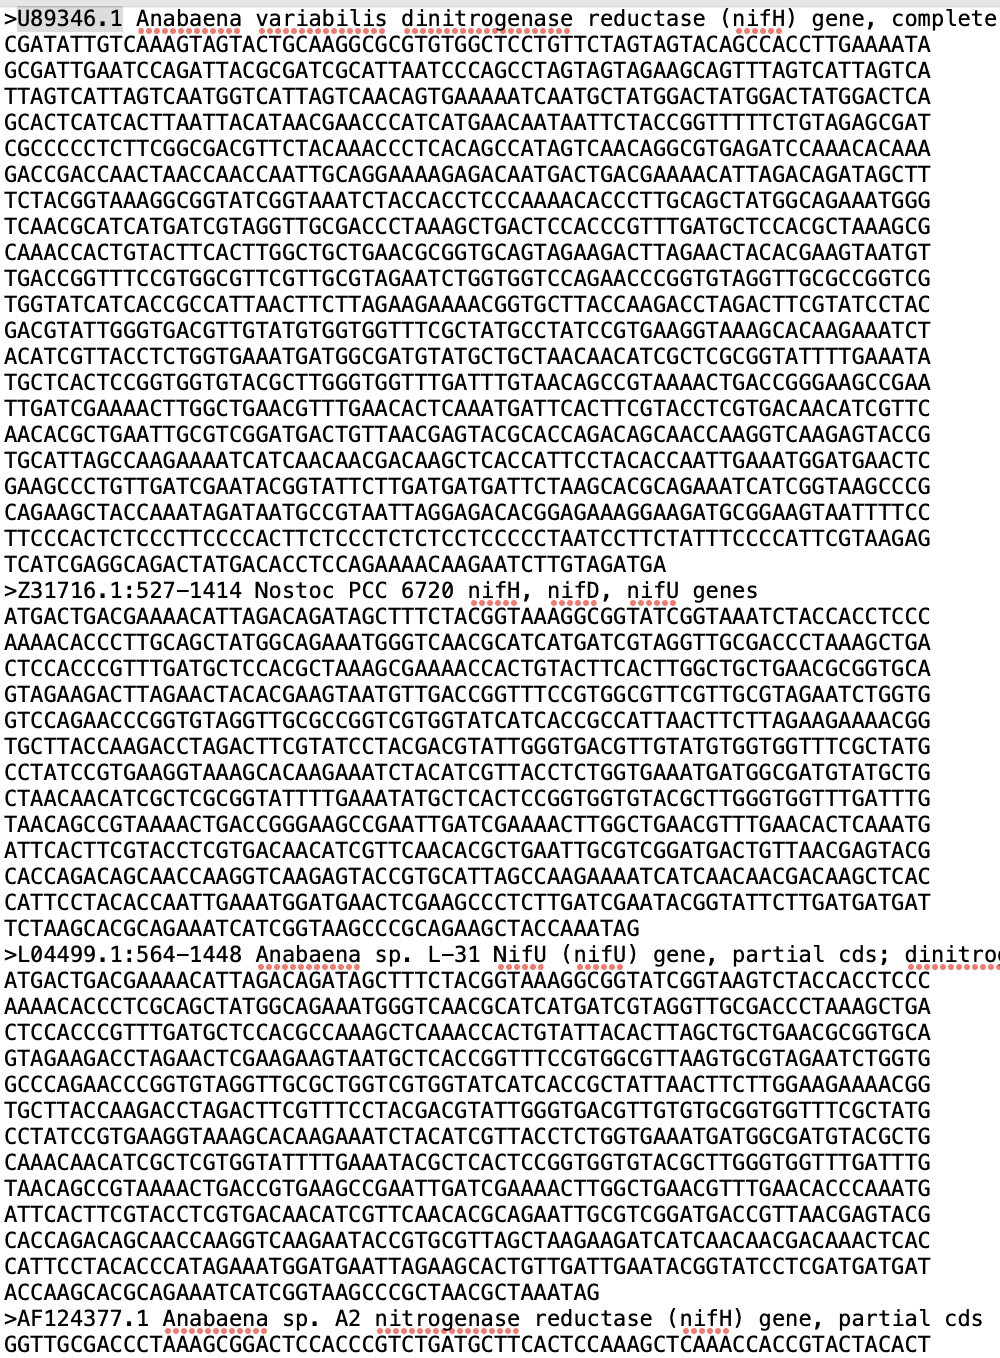 >U89346.1 Anabaena variabilis dinitrogenase reductase (nifH) gene, complete
CGATATTGTCAAAGTAGTACTGCAAGGCGCGTGTGGCTCCTGTTCTAGTAGTACAGCCACCTTGAAAATA
GCGATTGAATCCAGATTACGCGATCGCATTAATCCCAGCCTAGTAGTAGAAGCAGTTTAGTCATTAGTCA
TTAGTCATTAGTCAATGGTCATTAGTCAACAGTGAAAAATCAATGCTATGGACTATGGACTATGGACTCA
GCACTCATCACTTAATTACATAACGAACCCATCATGAACAATAATTCTACCGGTTTTTCTGTAGAGCGAT
CGCCCCCTCTTCGGCGACGTTCTACAAACCCTCACAGCCATAGTCAACAGGCGTGAGATCCAAACACAAA
GACCGACCAACTAACCAACCAATTGCAGGAAAAGAGACAATGACTGACGAAAACATTAGACAGATAGCTT
TCTACGGTAAAGGCGGTATCGGTAAATCTACCACCTCCCAAAACACCCTTGCAGCTATGGCAGAAATGGG
TCAACGCATCATGATCGTAGGTTGCGACCCTAAAGCTGACTCCACCCGTTTGATGCTCCACGCTAAAGCG
CAAACCACTGTACTTCACTTGGCTGCTGAACGCGGTGCAGTAGAAGACTTAGAACTACACGAAGTAATGT
TGACCGGTTTCCGTGGCGTTCGTTGCGTAGAATCTGGTGGTCCAGAACCCGGTGTAGGTTGCGCCGGTCG
TGGTATCATCACCGCCATTAACTTCTTAGAAGAAAACGGTGCTTACCAAGACCTAGACTTCGTATCCTAC
GACGTATTGGGTGACGTTGTATGTGGTGGTTTCGCTATGCCTATCCGTGAAGGTAAAGCACAAGAAATCT
ACATCGTTACCTCTGGTGAAATGATGGCGATGTATGCTGCTAACAACATCGCTCGCGGTATTTTGAAATA
TGCTCACTCCGGTGGTGTACGCTTGGGTGGTTTGATTTGTAACAGCCGTAAAACTGACCGGGAAGCCGAA
TTGATCGAAAACTTGGCTGAACGTTTGAACACTCAAATGATTCACTTCGTACCTCGTGACAACATCGTTC
AACACGCTGAATTGCGTCGGATGACTGTTAACGAGTACGCACCAGACAGCAACCAAGGTCAAGAGTACCG
TGCATTAGCCAAGAAAATCATCAACAACGACAAGCTCACCATTCCTACACCAATTGAAATGGATGAACTC
GAAGCCCTGTTGATCGAATACGGTATTCTTGATGATGATTCTAAGCACGCAGAAATCATCGGTAAGCCCG
CAGAAGCTACCAAATAGATAATGCCGTAATTAGGAGACACGGAGAAAGGAAGATGCGGAAGTAATTTTCC
TTCCCACTCTCCCTTCCCCACTTCTCCCTCTCTCCTCCCCCTAATCCTTCTATTTCCCCATTCGTAAGAG
TCATCGAGGCAGACTATGACACCTCCAGAAAACAAGAATCTTGTAGATGA
>Z31716.1:527-1414 Nostoc PCC 6720 nifH, nifD, nifU genes
ATGACTGACGAAAACATTAGACAGATAGCTTTCTACGGTAAAGGCGGTATCGGTAAATCTACCACCTCCC
AAAACACCCTTGCAGCTATGGCAGAAATGGGTCAACGCATCATGATCGTAGGTTGCGACCCTAAAGCTGA
CTCCACCCGTTTGATGCTCCACGCTAAAGCGAAAACCACTGTACTTCACTTGGCTGCTGAACGCGGTGCA
GTAGAAGACTTAGAACTACACGAAGTAATGTTGACCGGTTTCCGTGGCGTTCGTTGCGTAGAATCTGGTG
GTCCAGAACCCGGTGTAGGTTGCGCCGGTCGTGGTATCATCACCGCCATTAACTTCTTAGAAGAAAACGG
TGCTTACCAAGACCTAGACTTCGTATCCTACGACGTATTGGGTGACGTTGTATGTGGTGGTTTCGCTATG
CCTATCCGTGAAGGTAAAGCACAAGAAATCTACATCGTTACCTCTGGTGAAATGATGGCGATGTATGCTG
CTAACAACATCGCTCGCGGTATTTTGAAATATGCTCACTCCGGTGGTGTACGCTTGGGTGGTTTGATTTG
TAACAGCCGTAAAACTGACCGGGAAGCCGAATTGATCGAAAACTTGGCTGAACGTTTGAACACTCAAATG
ATTCACTTCGTACCTCGTGACAACATCGTTCAACACGCTGAATTGCGTCGGATGACTGTTAACGAGTACG
CACCAGACAGCAACCAAGGTCAAGAGTACCGTGCATTAGCCAAGAAAATCATCAACAACGACAAGCTCAC
CATTCCTACACCAATTGAAATGGATGAACTCGAAGCCCTCTTGATCGAATACGGTATTCTTGATGATGAT
TCTAAGCACGCAGAAATCATCGGTAAGCCCGCAGAAGCTACCAAATAG
>L04499.1:564-1448 Anabaena sp. L-31 NifU (nifU) gene, partial cds; dinitro
ATGACTGACGAAAACATTAGACAGATAGCTTTCTACGGTAAAGGCGGTATCGGTAAGTCTACCACCTCCC
AAAACACCCTCGCAGCTATGGCAGAAATGGGTCAACGCATCATGATCGTAGGTTGCGACCCTAAAGCTGA
CTCCACCCGTTTGATGCTCCACGCCAAAGCTCAAACCACTGTATTACACTTAGCTGCTGAACGCGGTGCA
GTAGAAGACCTAGAACTCGAAGAAGTAATGCTCACCGGTTTCCGTGGCGTTAAGTGCGTAGAATCTGGTG
GCCCAGAACCCGGTGTAGGTTGCGCTGGTCGTGGTATCATCACCGCTATTAACTTCTTGGAAGAAAACGG
TGCTTACCAAGACCTAGACTTCGTTTCCTACGACGTATTGGGTGACGTTGTGTGCGGTGGTTTCGCTATG
CCTATCCGTGAAGGTAAAGCACAAGAAATCTACATCGTTACCTCTGGTGAAATGATGGCGATGTACGCTG
CAAACAACATCGCTCGTGGTATTTTGAAATACGCTCACTCCGGTGGTGTACGCTTGGGTGGTTTGATTTG
TAACAGCCGTAAAACTGACCGTGAAGCCGAATTGATCGAAAACTTGGCTGAACGTTTGAACACCCAAATG
ATTCACTTCGTACCTCGTGACAACATCGTTCAACACGCAGAATTGCGTCGGATGACCGTTAACGAGTACG
CACCAGACAGCAACCAAGGTCAAGAATACCGTGCGTTAGCTAAGAAGATCATCAACAACGACAAACTCAC
CATTCCTACACCCATAGAAATGGATGAATTAGAAGCACTGTTGATTGAATACGGTATCCTCGATGATGAT
ACCAAGCACGCAGAAATCATCGGTAAGCCCGCTAACGCTAAATAG
>AF124377.1 Anabaena sp. A2 nitrogenase reductase (nifH) gene, partial cds
GGTTGCGACCCTAAAGCGGACTCCACCCGTCTGATGCTTCACTCCAAAGCTCAAACCACCGTACTACACT